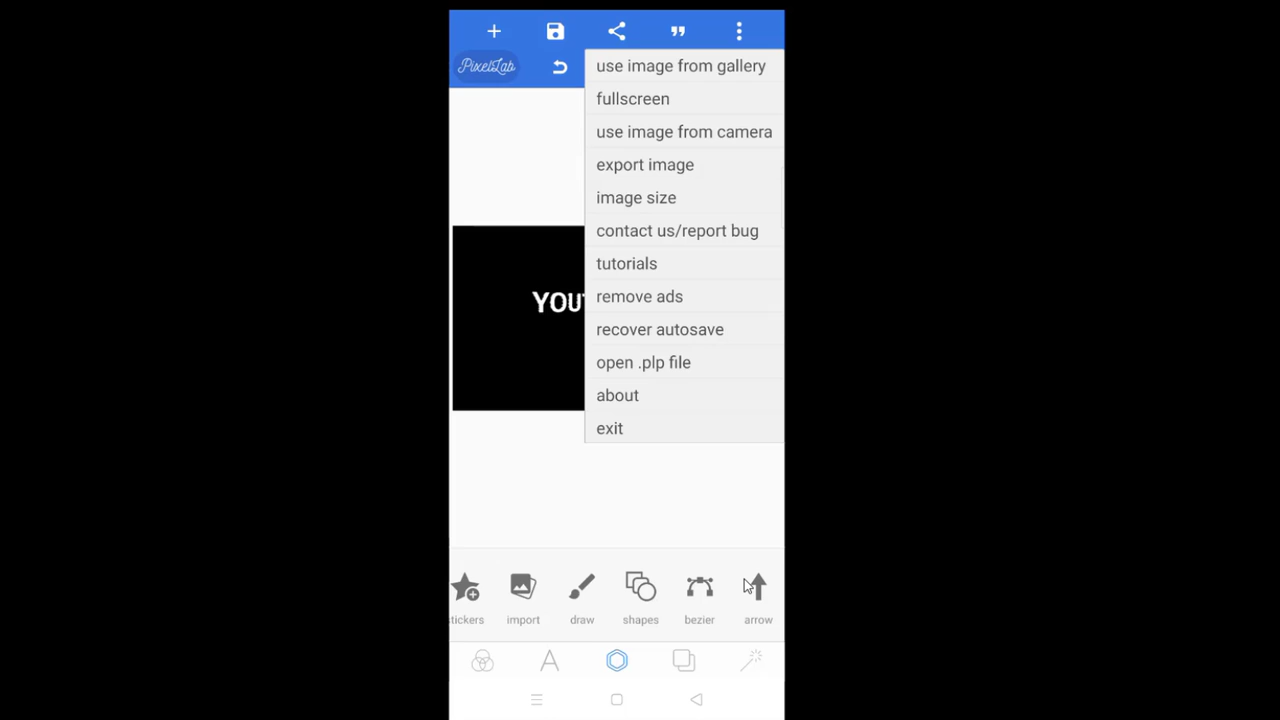 PixelLab
use image from gallery
fullscreen
use image from camera
export image
image size
contact us/report bug
tutorials
remove ads
recover autosave
open .plp file
about
exit
YOU
tickers
import
draw
shapes
bezier
arrow